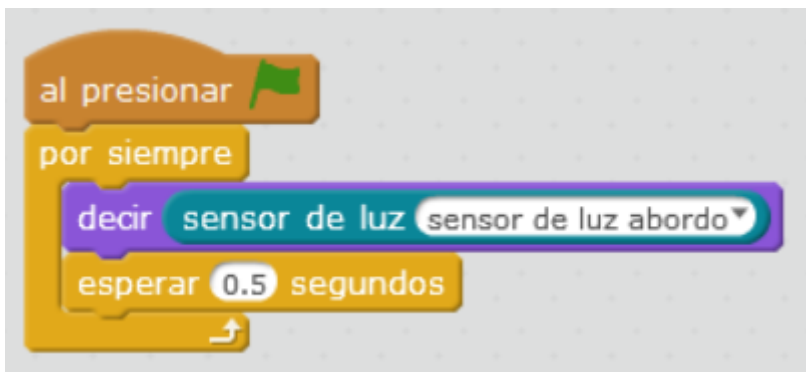 al presionar
por siempre
decir sensor de luz sensor de luz abordo
esperar 0.5 segundos